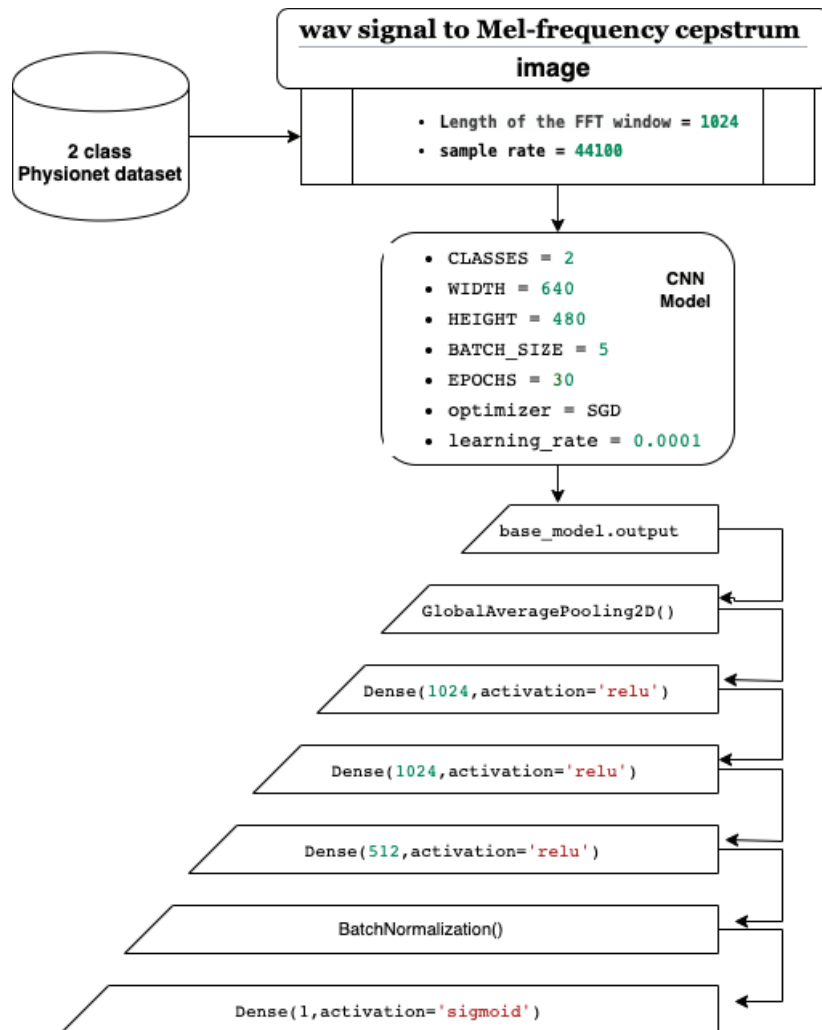 wav signal to Mel-frequency cepstrum
image
2 class
Physionet dataset
• Length of the FFT window = 1024
• sample rate = 44100
• CLASSES = 2
• WIDTH = 640
• HEIGHT = 480
• BATCH_SIZE = 5
• EPOCHS = 30
• optimizer = SGD
• learning_rate = 0.0001
CNN
Model
base_model.output
GlobalAveragePooling2D()
Dense(1024,activation='relu')
Dense(1024,activation='relu')
Dense(512,activation='relu')
BatchNormalization()
Dense(1,activation='sigmoid')